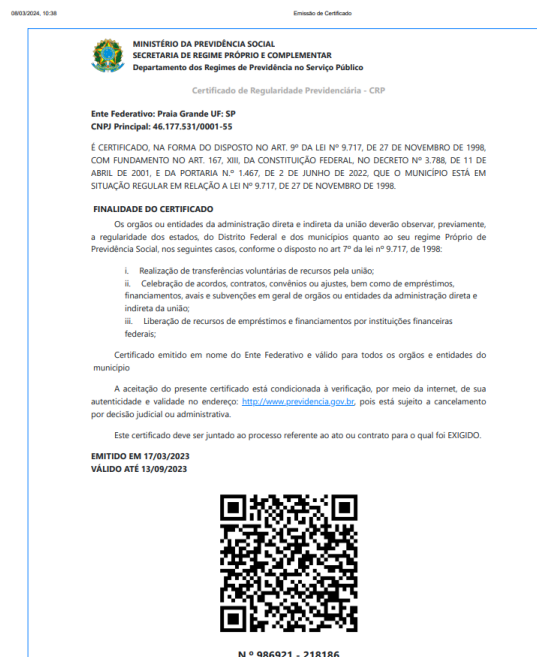 08/03/2024, 10:38
Emissão de Certificado
MINISTÉRIO DA PREVIDÊNCIA SOCIAL
SECRETARIA DE REGIME PRÓPRIO E COMPLEMENTAR
Departamento dos Regimes de Previdência no Serviço Público
Certificado de Regularidade Previdenciária - CRP
Ente Federativo: Praia Grande UF: SP
CNPJ Principal: 46.177.531/0001-55
É CERTIFICADO, NA FORMA DO DISPOSTO NO ART. 9º DA LEI Nº 9.717, DE 27 DE NOVEMBRO DE 1998,
COM FUNDAMENTO NO ART. 167, XIII, DA CONSTITUIÇÃO FEDERAL, NO DECRETO Nº 3.788, DE 11 DE
ABRIL DE 2001, E DA PORTARIA N.º 1.467, DE 2 DE JUNHO DE 2022, QUE O MUNICÍPIO ESTÁ EM
SITUAÇÃO REGULAR EM RELAÇÃO A LEI Nº 9.717, DE 27 DE NOVEMBRO DE 1998.
FINALIDADE DO CERTIFICADO
Os orgãos ou entidades da administração direta e indireta da união deverão observar, previamente,
a regularidade dos estados, do Distrito Federal e dos municípios quanto ao seu regime Próprio de
Previdência Social, nos seguintes casos, conforme o disposto no art 7º da lei nº 9.717, de 1998:
i. Realização de transferências voluntárias de recursos pela união;
ii. Celebração de acordos, contratos, convênios ou ajustes, bem como de empréstimos,
financiamentos, avais e subvenções em geral de orgãos ou entidades da administração direta e
indireta da união;
iii. Liberação de recursos de empréstimos e financiamentos por instituições financeiras
federais;
Certificado emitido em nome do Ente Federativo e válido para todos os orgãos e entidades do
município
A aceitação do presente certificado está condicionada à verificação, por meio da internet, de sua
autenticidade e validade no endereço: http://www.previdencia.gov.br, pois está sujeito a cancelamento
por decisão judicial ou administrativa.
Este certificado deve ser juntado ao processo referente ao ato ou contrato para o qual foi EXIGIDO.
EMITIDO EM 17/03/2023
VÁLIDO ATÉ 13/09/2023
N.º 986921 - 218186